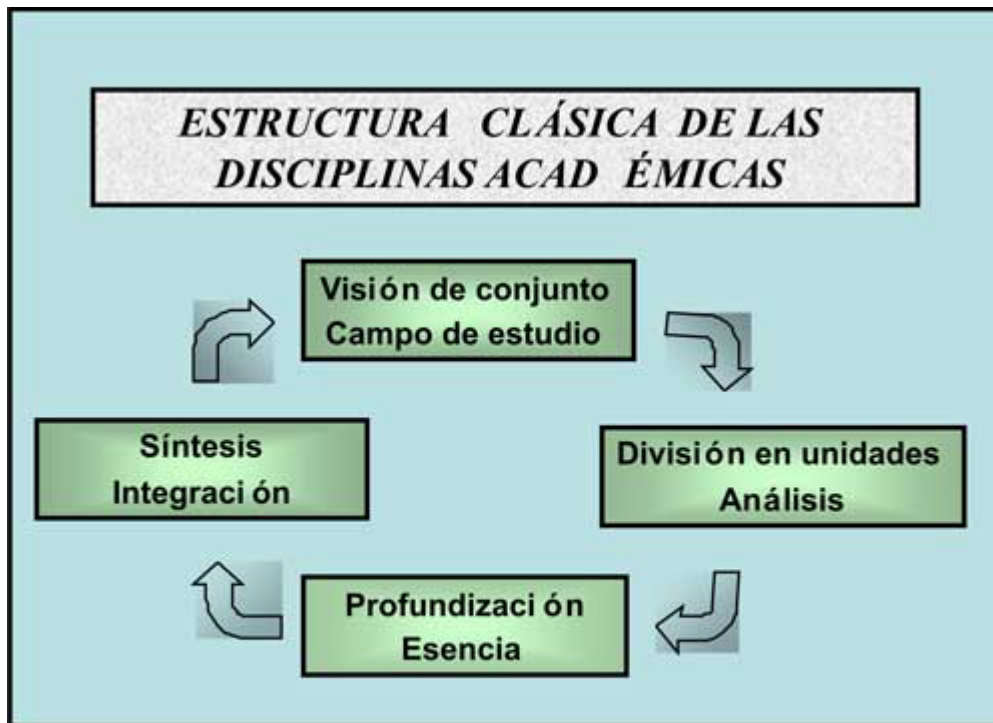 ESTRUCTURA CLÁSICA DE LAS
DISCIPLINAS ACAD ÉMICAS
Visión de conjunto
Campo de estudio
Síntesis
Integraci ón
División en unidades
Análisis
Profundizaci ón
Esencia